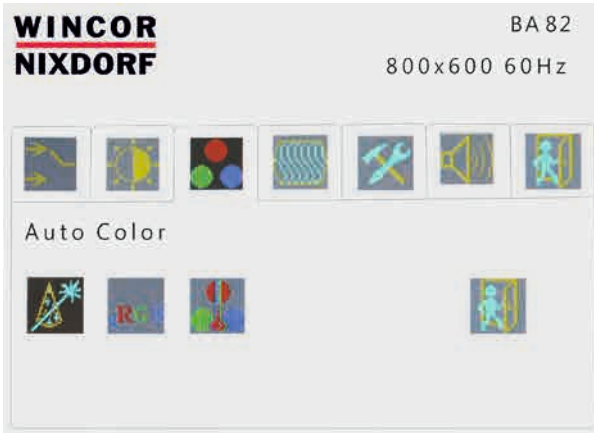 WINCOR
NIXDORF
BA 82
800x600 60Hz
Auto Color
RGB